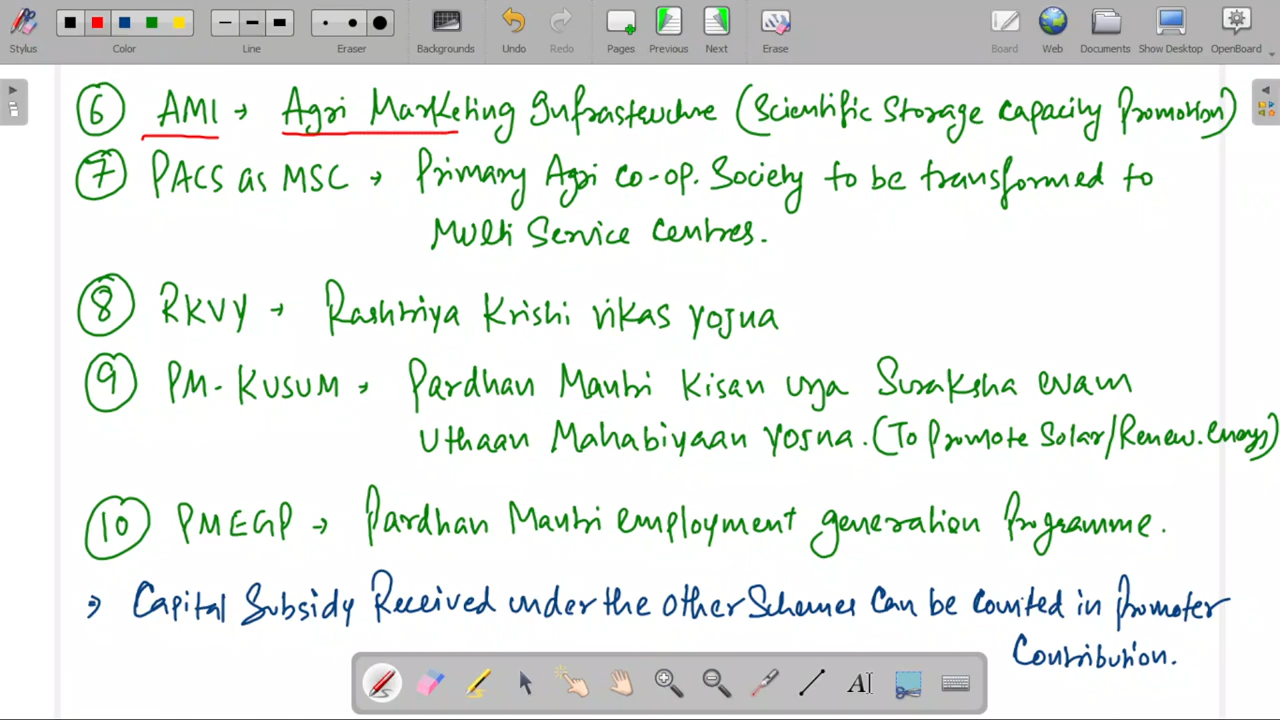 Stylus Color Line Eraser Backgrounds Undo Redo Pages Previous Next Erase Board Web Documents Show Desktop OpenBoard
6 AMI → Agri Marketing Infrastructure (Scientific Storage Capacity Promotion)
7 PACS as MSC → Primary Agri co-op. Society to be transformed to
Multi Service Centres.
8 RKVY → Rashtriya Krishi vikas yojna
9 PM-KUSUM → Pardhan Mantri Kisan urja Suraksha evam
Uthaan Mahabiyaan Yojna. (To Promote Solar/Renew. energy)
10 PMEGP → Pardhan Mantri employment generation Programme.
⇒ Capital Subsidy Received under the other Schemes Can be Counted in Promoter
Contribution.
AI